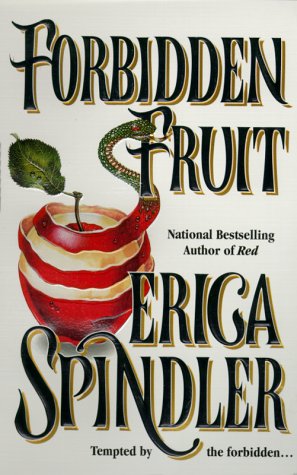 FORBIDDEN
FRUIT
National Bestselling
Author of Red
ERICA
SPINDLER
Tempted by the forbidden...